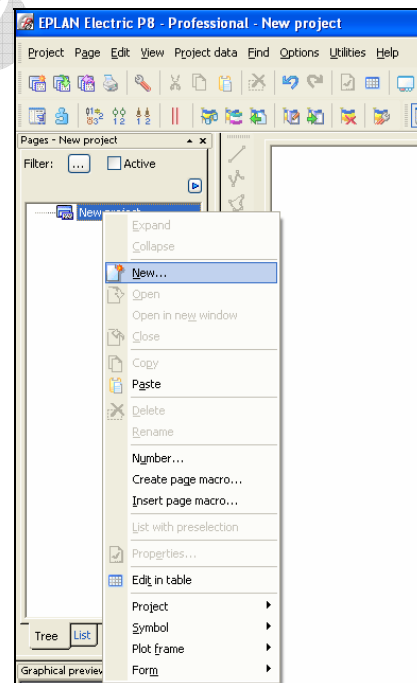 EPLAN Electric P8 - Professional - New project
Project Page Edit View Project data Find Options Utilities Help
Pages - New project
Filter: ... Active
New project
Expand
Collapse
New...
Open
Open in new window
Close
Copy
Paste
Delete
Rename
Number...
Create page macro...
Insert page macro...
List with preselection
Properties...
Edit in table
Project
Symbol
Plot frame
Form
Tree List
Graphical preview